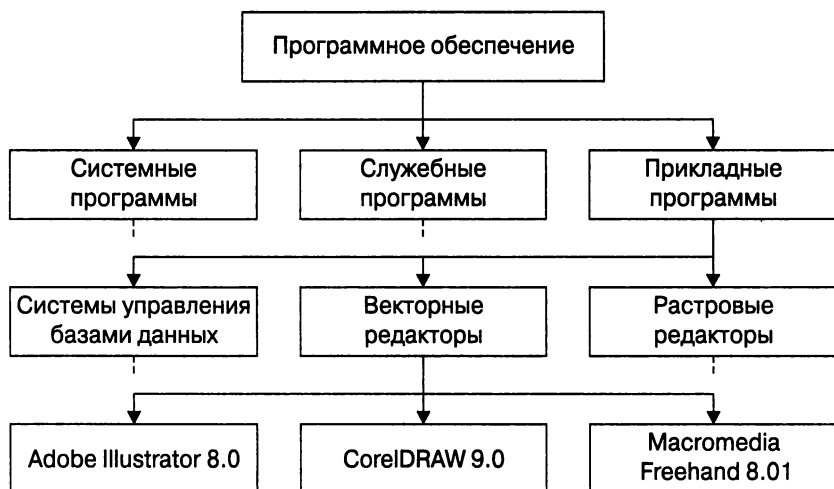 Программное обеспечение
Системные
программы
Служебные
программы
Прикладные
программы
Системы управления
базами данных
Векторные
редакторы
Растровые
редакторы
Adobe Illustrator 8.0
CorelDRAW 9.0
Macromedia
Freehand 8.01